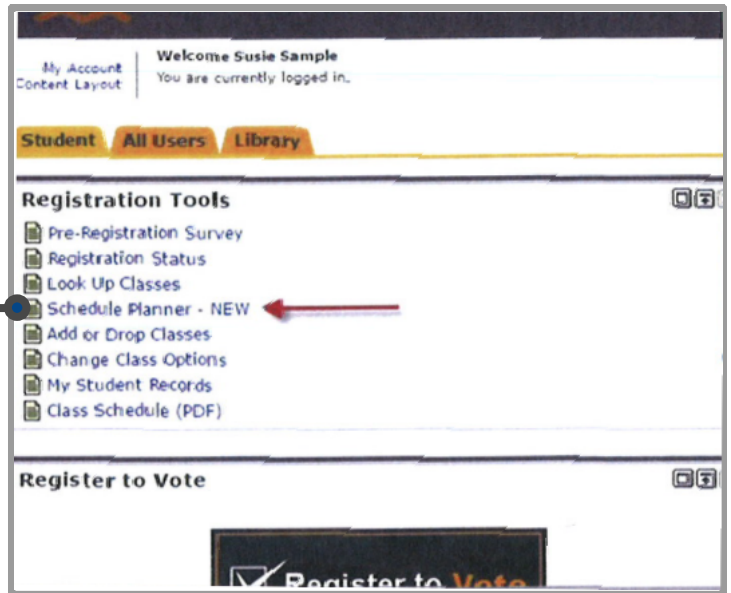 My Account
Content Layout
Welcome Susie Sample
You are currently logged in.
Student All Users Library
Registration Tools
Pre-Registration Survey
Registration Status
Look Up Classes
Schedule Planner - NEW
Add or Drop Classes
Change Class Options
My Student Records
Class Schedule (PDF)
Register to Vote
Register to Vote